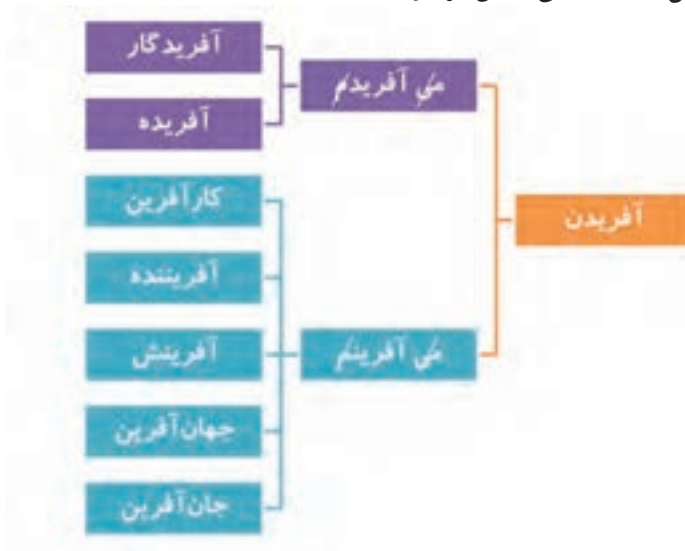 آفریدن
می آفریدم
آفریدگار
آفریده
می آفرینم
کارآفرین
آفریننده
آفرینش
جهان‌آفرین
جان‌آفرین